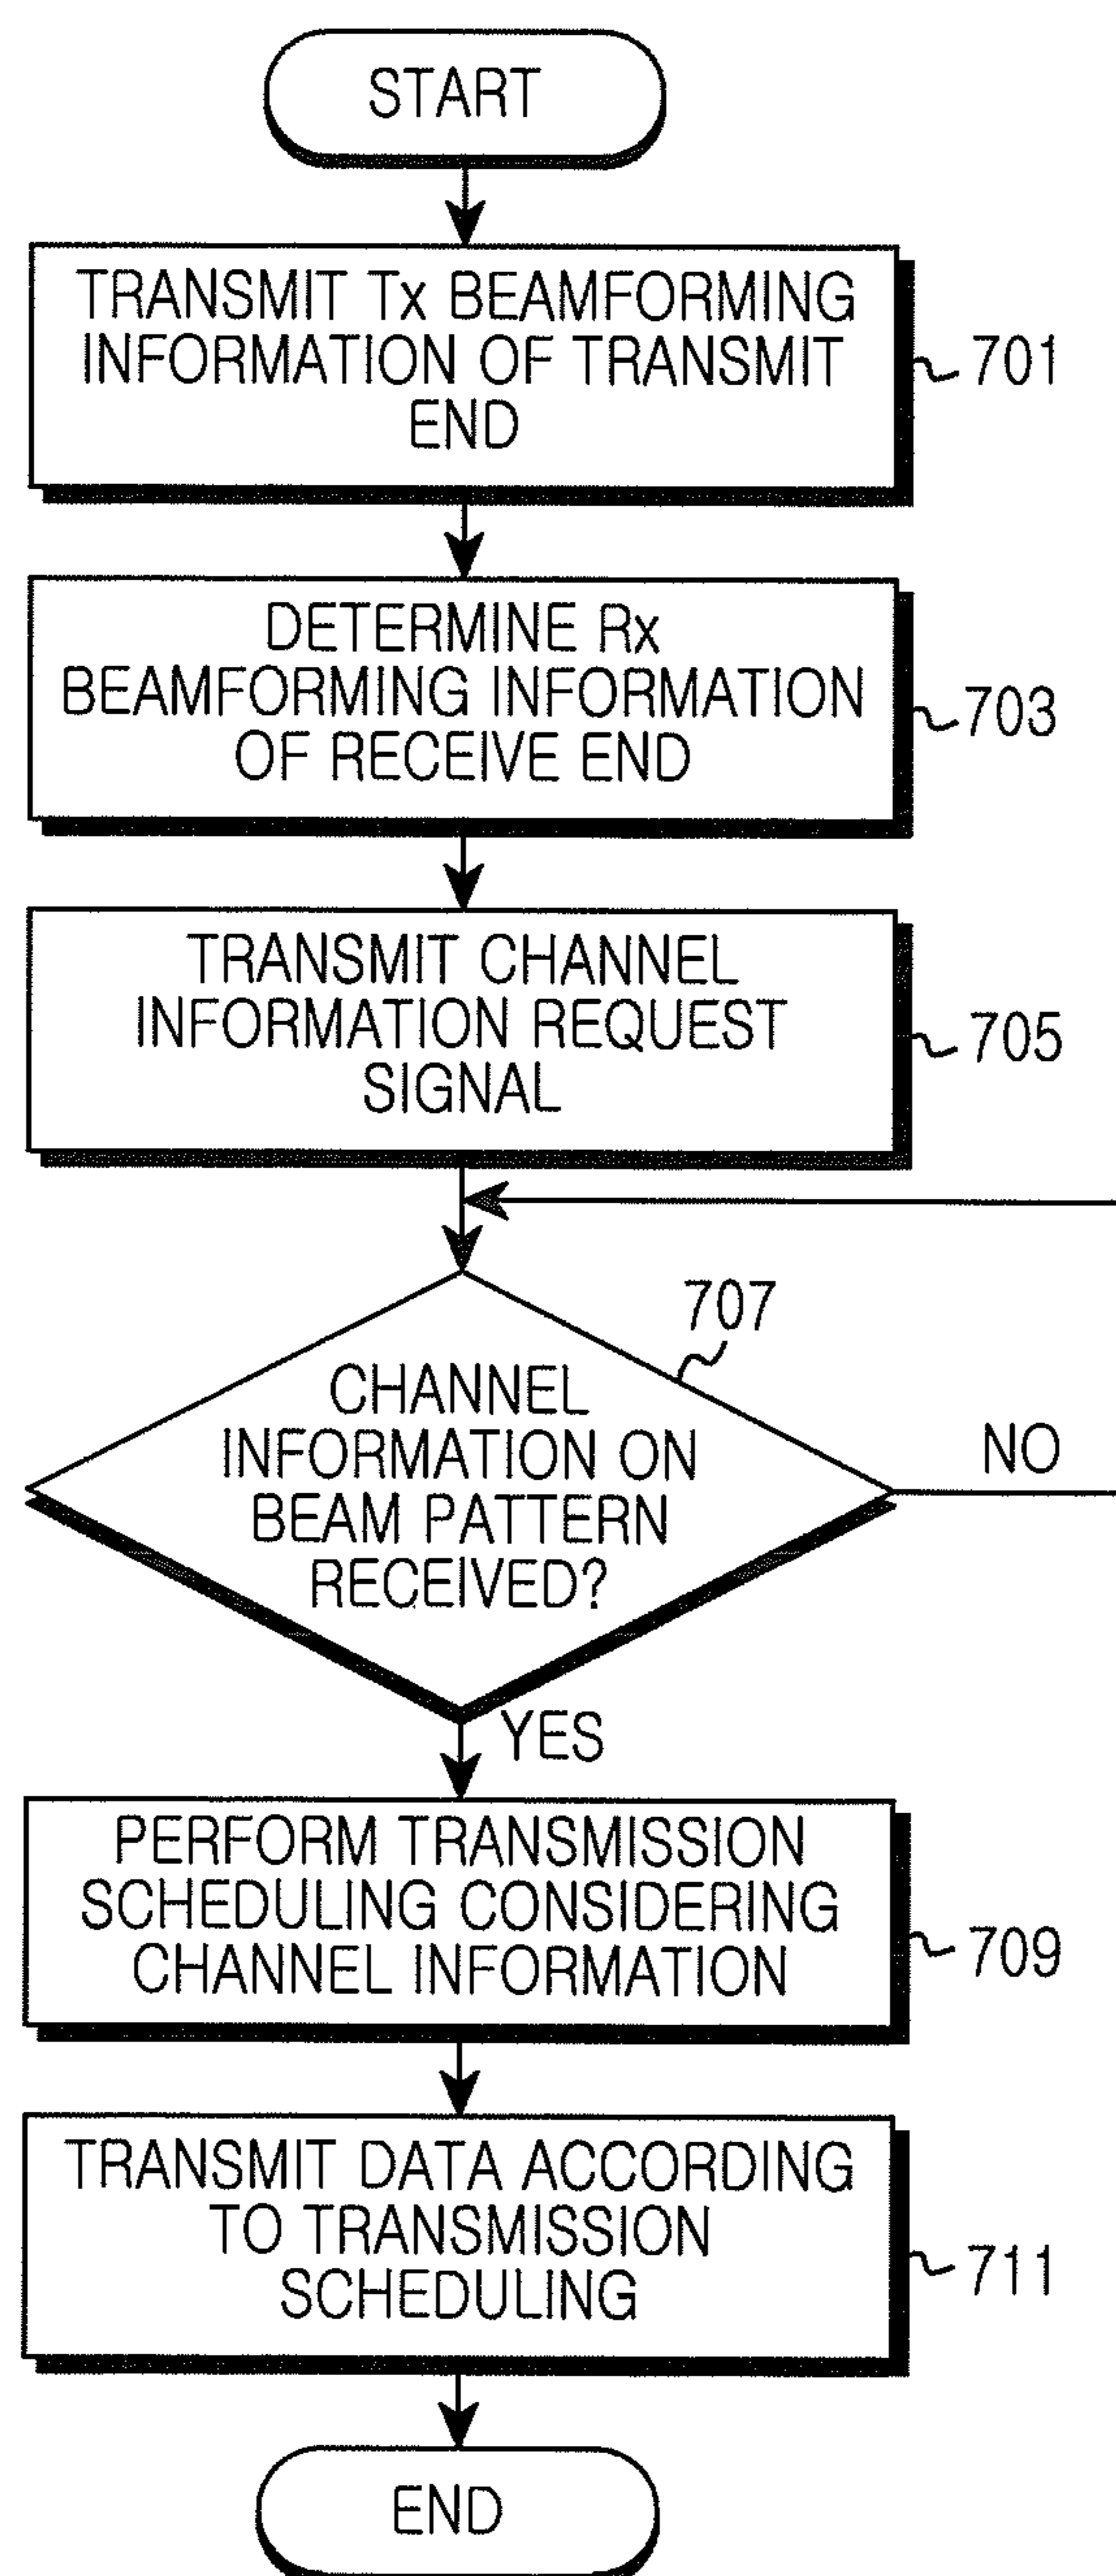 START
TRANSMIT Tx BEAMFORMING
INFORMATION OF TRANSMIT
END
701
DETERMINE Rx
BEAMFORMING INFORMATION
OF RECEIVE END
703
TRANSMIT CHANNEL
INFORMATION REQUEST
SIGNAL
705
707
CHANNEL
INFORMATION ON
BEAM PATTERN
RECEIVED?
NO
YES
PERFORM TRANSMISSION
SCHEDULING CONSIDERING
CHANNEL INFORMATION
709
TRANSMIT DATA ACCORDING
TO TRANSMISSION
SCHEDULING
711
END